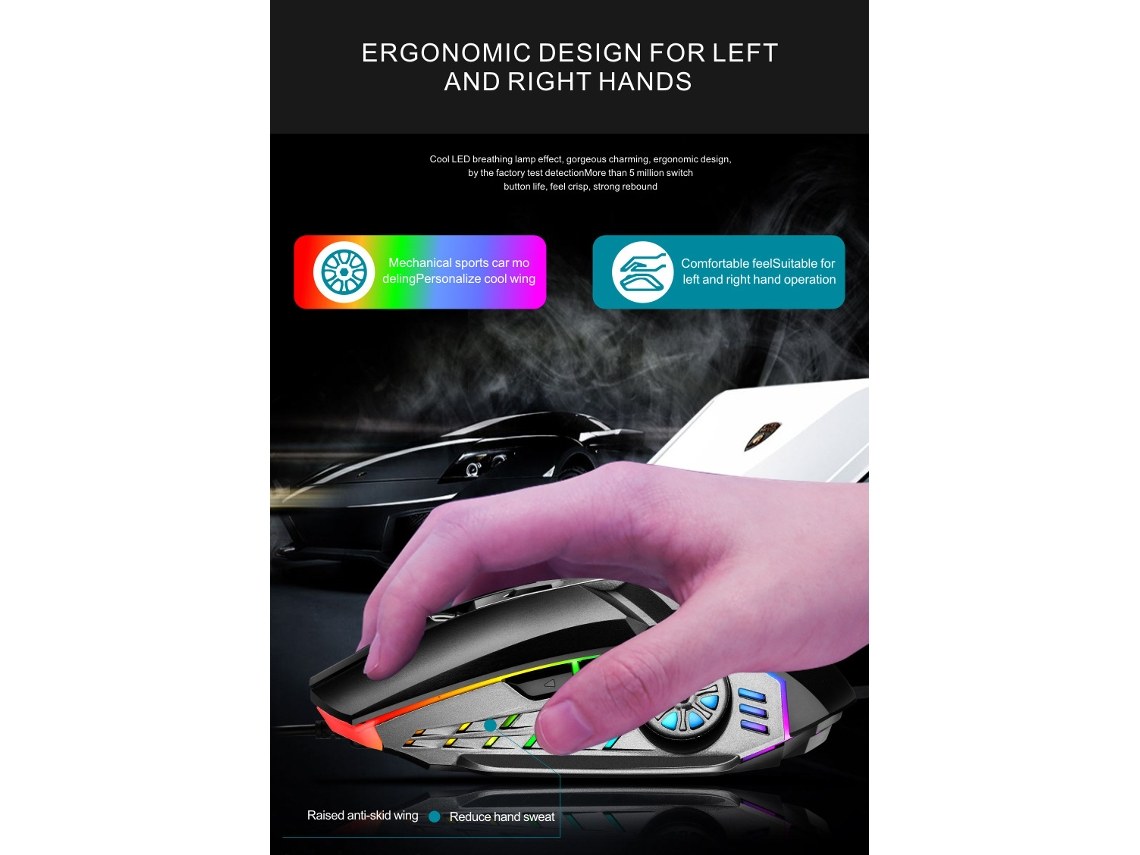 ERGONOMIC DESIGN FOR LEFT
AND RIGHT HANDS
Cool LED breathing lamp effect, gorgeous charming, ergonomic design,
by the factory test detectionMore than 5 million switch
button life, feel crisp, strong rebound
Mechanical sports car mo
delingPersonalize cool wing
Comfortable feelSuitable for
left and right hand operation
Raised anti-skid wing
Reduce hand sweat